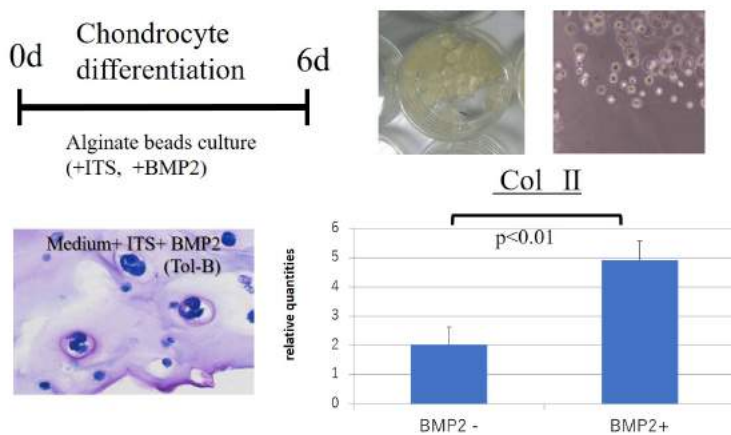 0d
Chondrocyte
differentiation
6d
Alginate beads culture
(+ITS, +BMP2)
Medium+ ITS+ BMP2
(Tol-B)
Col II
p<0.01
relative quantities
6
5
4
3
2
1
0
BMP2 -
BMP2+